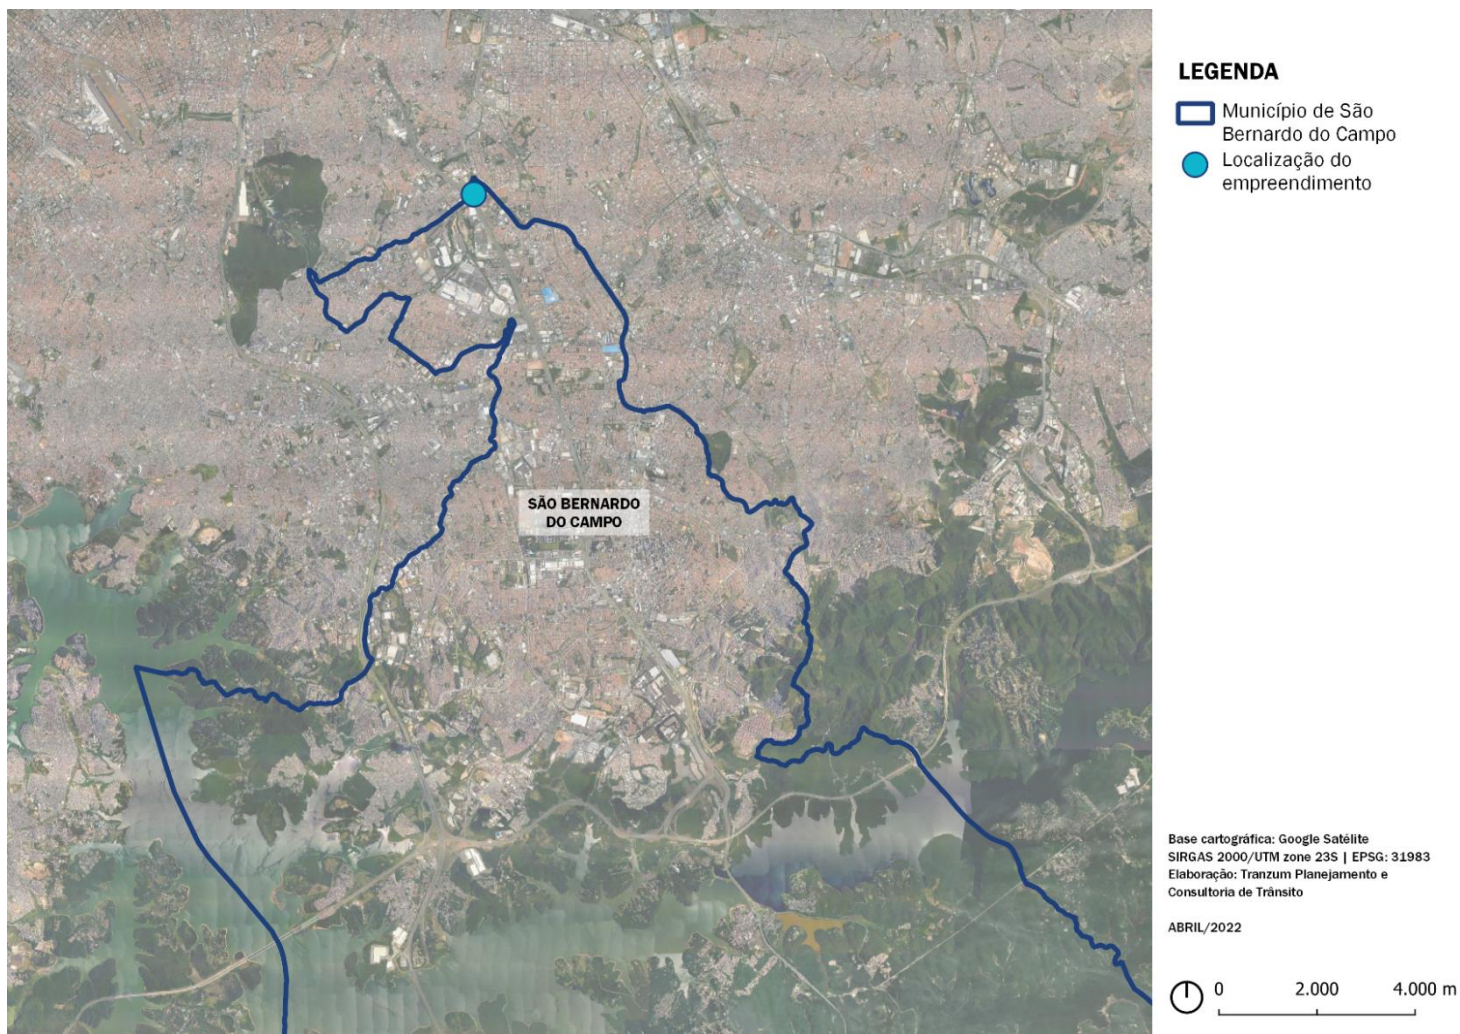 LEGENDA
Município de São
Bernardo do Campo
Localização do
empreendimento
SÃO BERNARDO
DO CAMPO
Base cartográfica: Google Satélite
SIRGAS 2000/UTM zone 23S | EPSG: 31983
Elaboração: Tranzum Planejamento e
Consultoria de Trânsito
ABRIL/2022
0 2.000 4.000 m